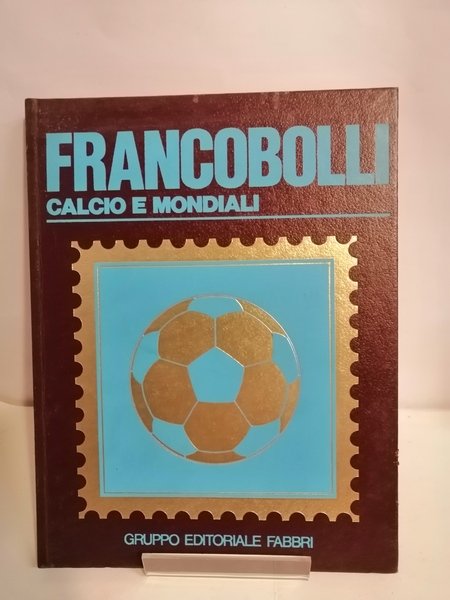 FRANCOBOLLI
CALCIO E MONDIALI
GRUPPO EDITORIALE FABBRI